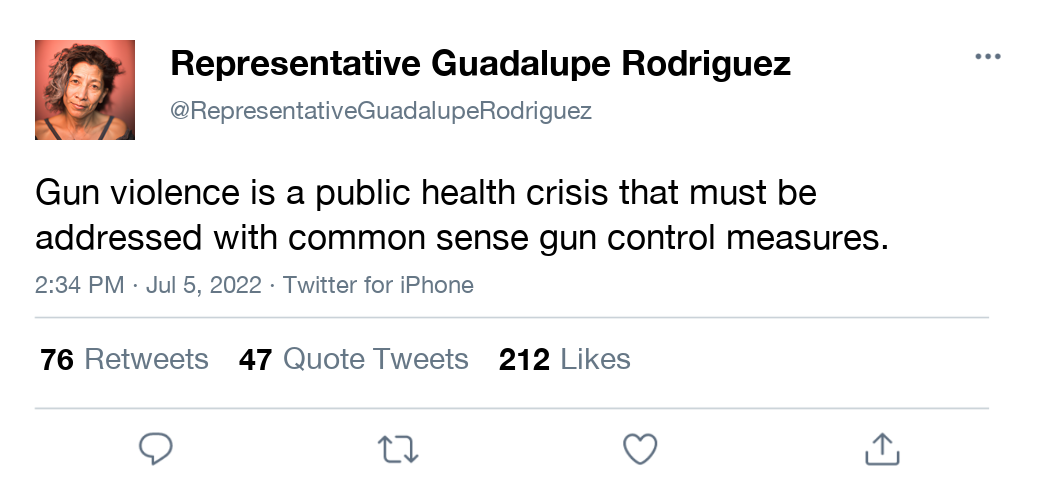 Representative Guadalupe Rodriguez
@RepresentativeGuadalupeRodriguez
Gun violence is a public health crisis that must be
addressed with common sense gun control measures.
2:34 PM · Jul 5, 2022 · Twitter for iPhone
76 Retweets 47 Quote Tweets 212 Likes